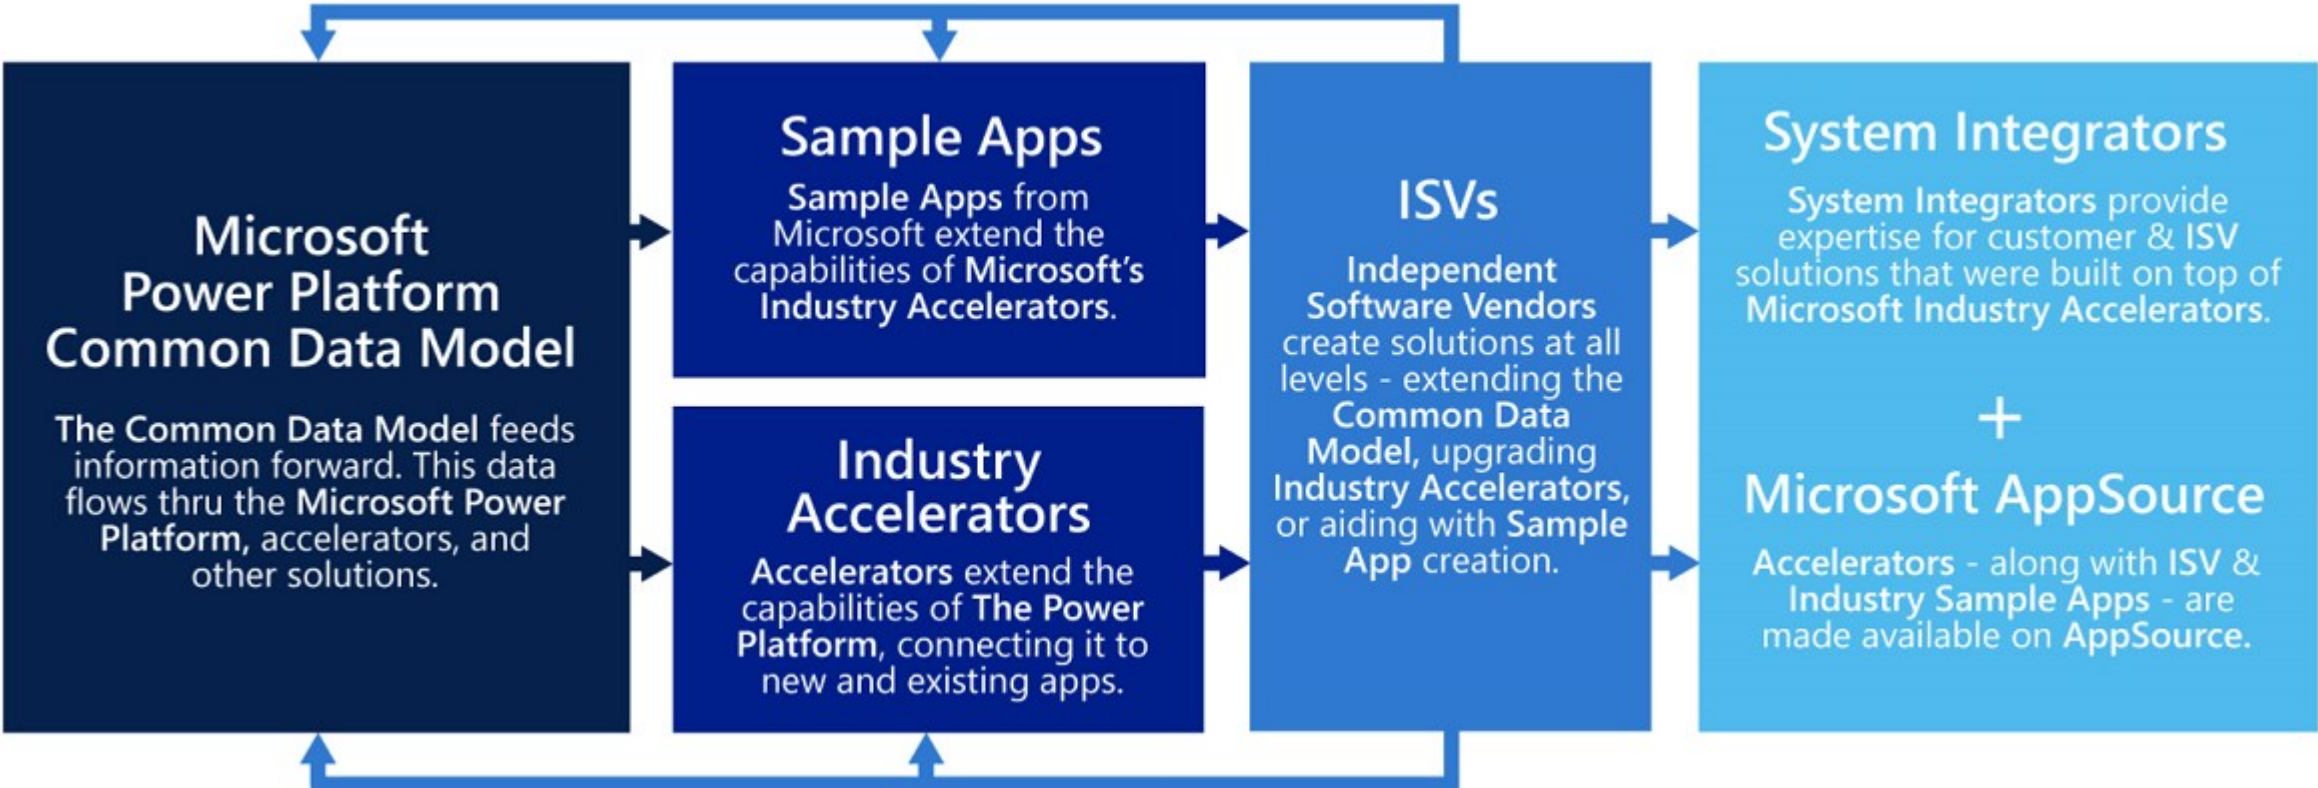 Microsoft
Power Platform
Common Data Model
The Common Data Model feeds
information forward. This data
flows thru the Microsoft Power
Platform, accelerators, and
other solutions.
Sample Apps
Sample Apps from
Microsoft extend the
capabilities of Microsoft's
Industry Accelerators.
Industry
Accelerators
Accelerators extend the
capabilities of The Power
Platform, connecting it to
new and existing apps.
ISVs
Independent
Software Vendors
create solutions at all
levels - extending the
Common Data
Model, upgrading
Industry Accelerators,
or aiding with Sample
App creation.
System Integrators
System Integrators provide
expertise for customer & ISV
solutions that were built on top of
Microsoft Industry Accelerators.
+
Microsoft AppSource
Accelerators - along with ISV &
Industry Sample Apps - are
made available on AppSource.